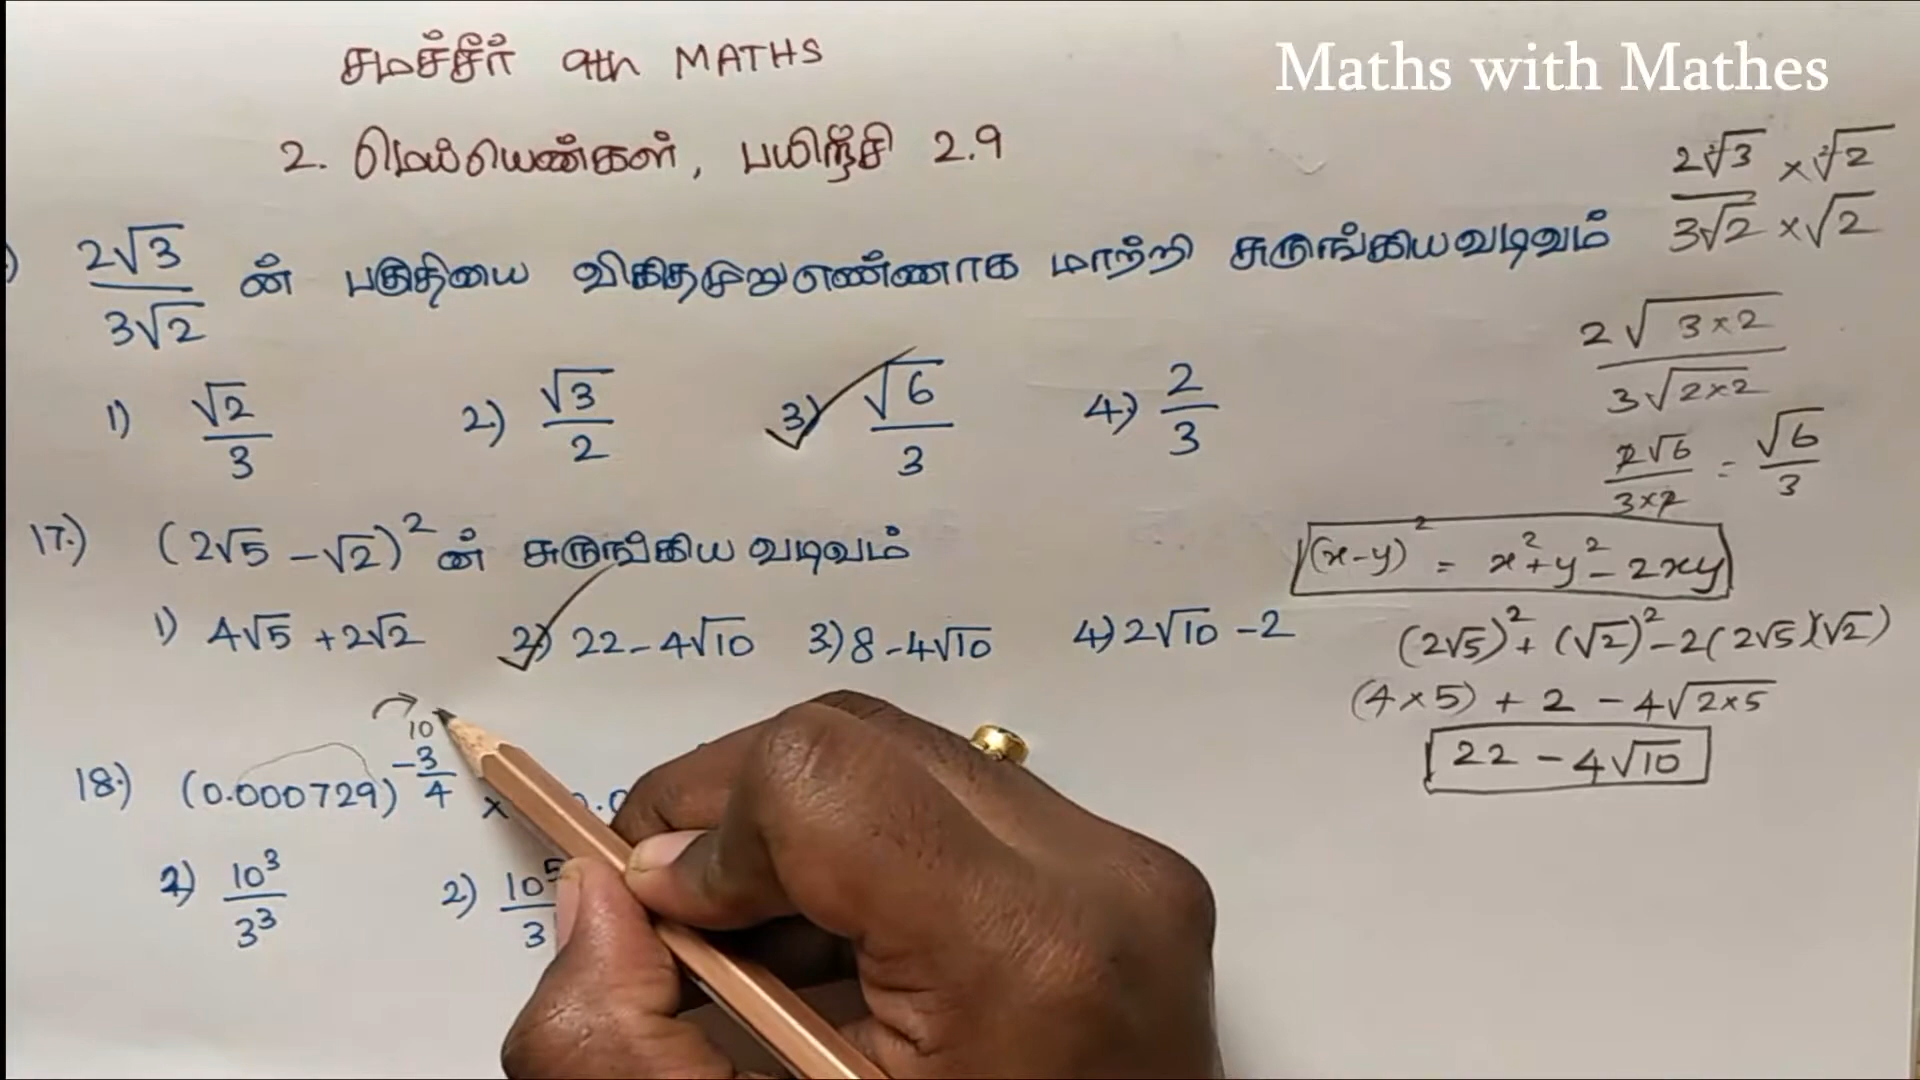 சமச்சீர் 9th MATHS
Maths with Mathes
2. மெய்யெண்கள், பயிற்சி 2.9
2√3 × √2
3√2 × √2
) 2√3/3√2 ன் பகுதியை விகிதமுறுஎண்ணாக மாற்றி சுருங்கியவடிவம்
2√3×2
3√2×2
1) √2/3 2) √3/2 3) √6/3 4) 2/3
2√6/3×2 = √6/3
17.) (2√5 - √2)² ன் சுருங்கிய வடிவம்
(x-y)² = x²+y²-2xy
1) 4√5 + 2√2 2) 22 - 4√10 3) 8 - 4√10 4) 2√10 - 2
(2√5)² + (√2)² - 2(2√5)(√2)
(4×5) + 2 - 4√2×5
22 - 4√10
10
18.) (0.000729)^-3/4 ×
1) 10³/3³ 2) 10⁵/3